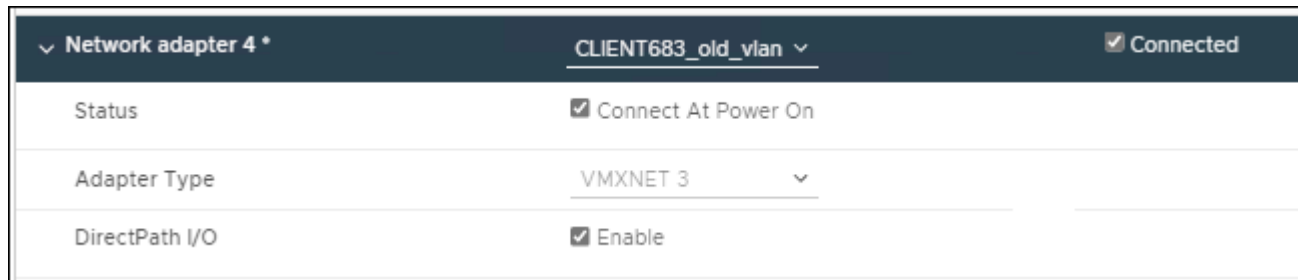 Network adapter 4 * CLIENT683_old_vlan Connected
Status Connect At Power On
Adapter Type VMXNET 3
DirectPath I/O Enable